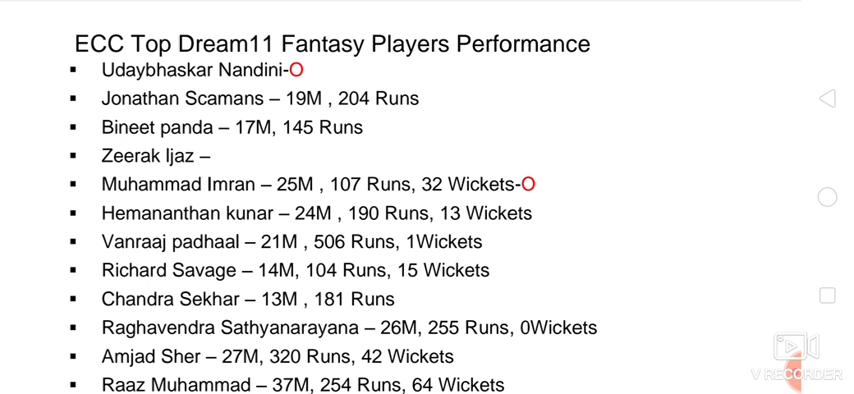 ECC Top Dream11 Fantasy Players Performance
▪ Udaybhaskar Nandini-O
▪ Jonathan Scamans – 19M , 204 Runs
▪ Bineet panda – 17M, 145 Runs
▪ Zeerak Ijaz –
▪ Muhammad Imran – 25M , 107 Runs, 32 Wickets-O
▪ Hemananthan kunar – 24M , 190 Runs, 13 Wickets
▪ Vanraaj padhaal – 21M , 506 Runs, 1Wickets
▪ Richard Savage – 14M, 104 Runs, 15 Wickets
▪ Chandra Sekhar – 13M , 181 Runs
▪ Raghavendra Sathyanarayana – 26M, 255 Runs, 0Wickets
▪ Amjad Sher – 27M, 320 Runs, 42 Wickets
▪ Raaz Muhammad – 37M, 254 Runs, 64 Wickets
V RECORDER